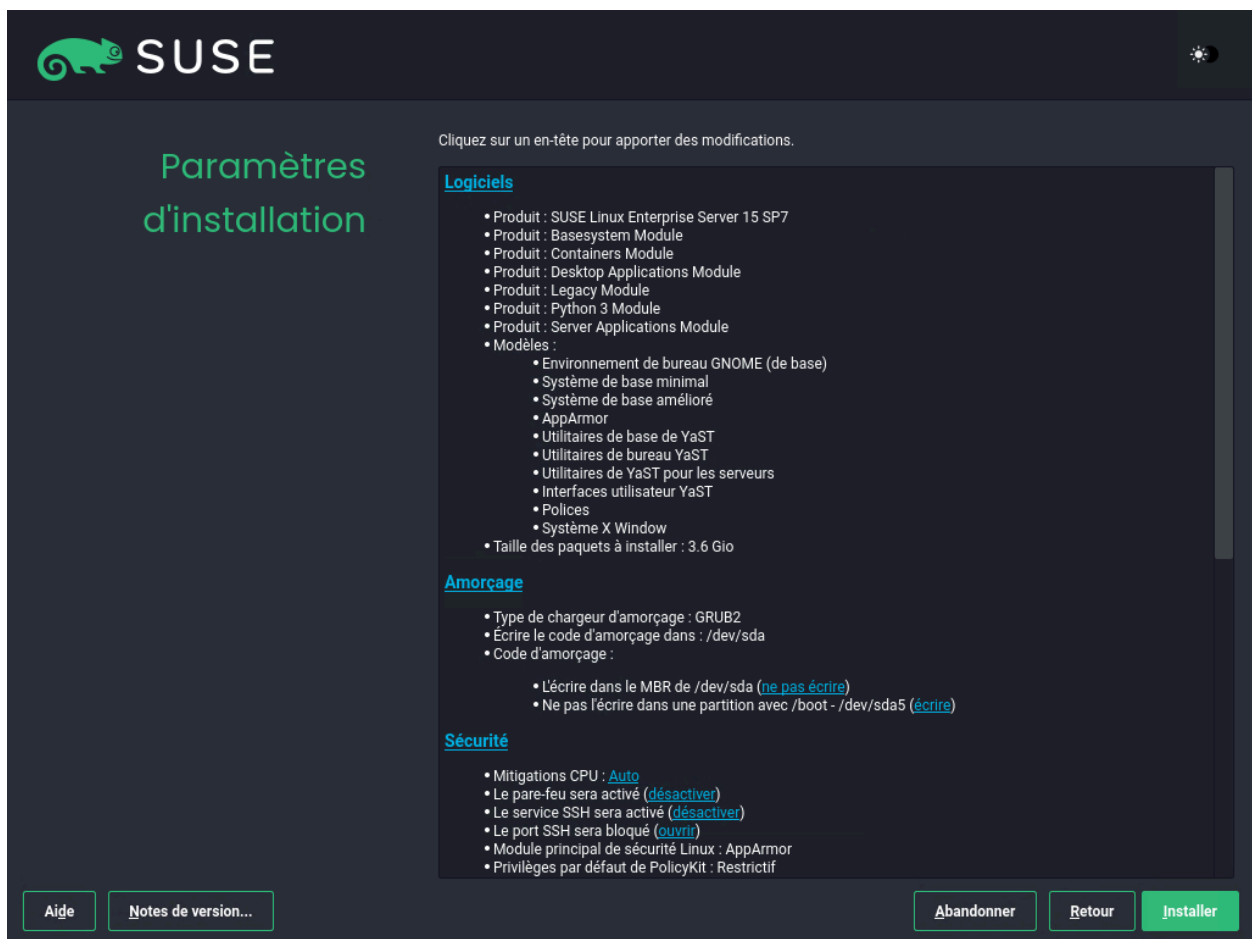 SUSE
Paramètres
d'installation
Cliquez sur un en-tête pour apporter des modifications.
Logiciels
• Produit : SUSE Linux Enterprise Server 15 SP7
• Produit : Basesystem Module
• Produit : Containers Module
• Produit : Desktop Applications Module
• Produit : Legacy Module
• Produit : Python 3 Module
• Produit : Server Applications Module
• Modèles :
• Environnement de bureau GNOME (de base)
• Système de base minimal
• Système de base amélioré
• AppArmor
• Utilitaires de base de YaST
• Utilitaires de bureau YaST
• Utilitaires de YaST pour les serveurs
• Interfaces utilisateur YaST
• Polices
• Système X Window
• Taille des paquets à installer : 3.6 Gio
Amorçage
• Type de chargeur d'amorçage : GRUB2
• Écrire le code d'amorçage dans : /dev/sda
• Code d'amorçage :
• L'écrire dans le MBR de /dev/sda (ne pas écrire)
• Ne pas l'écrire dans une partition avec /boot - /dev/sda5 (écrire)
Sécurité
• Mitigations CPU : Auto
• Le pare-feu sera activé (désactiver)
• Le service SSH sera activé (désactiver)
• Le port SSH sera bloqué (ouvrir)
• Module principal de sécurité Linux : AppArmor
• Privilèges par défaut de PolicyKit : Restrictif
Aide Notes de version... Abandonner Retour Installer